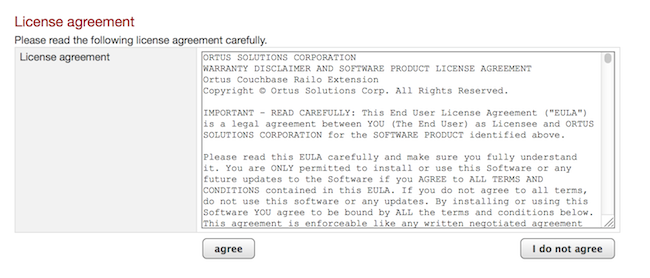 License agreement
Please read the following license agreement carefully.
License agreement
ORTUS SOLUTIONS CORPORATION
WARRANTY DISCLAIMER AND SOFTWARE PRODUCT LICENSE AGREEMENT
Ortus Couchbase Railo Extension
Copyright © Ortus Solutions Corp. All Rights Reserved.
IMPORTANT - READ CAREFULLY: This End User License Agreement ("EULA")
is a legal agreement between YOU (The End User) as Licensee and ORTUS
SOLUTIONS CORPORATION for the SOFTWARE PRODUCT identified above.
Please read this EULA carefully and make sure you fully understand
it. You are ONLY permitted to install or use this Software or any
future updates to the Software if you AGREE to ALL TERMS AND
CONDITIONS contained in this EULA. If you do not agree to all terms,
do not use this software or any updates. By installing or using this
Software YOU agree to be bound by ALL the terms and conditions below.
This agreement is enforceable like any written negotiated agreement
agree
I do not agree